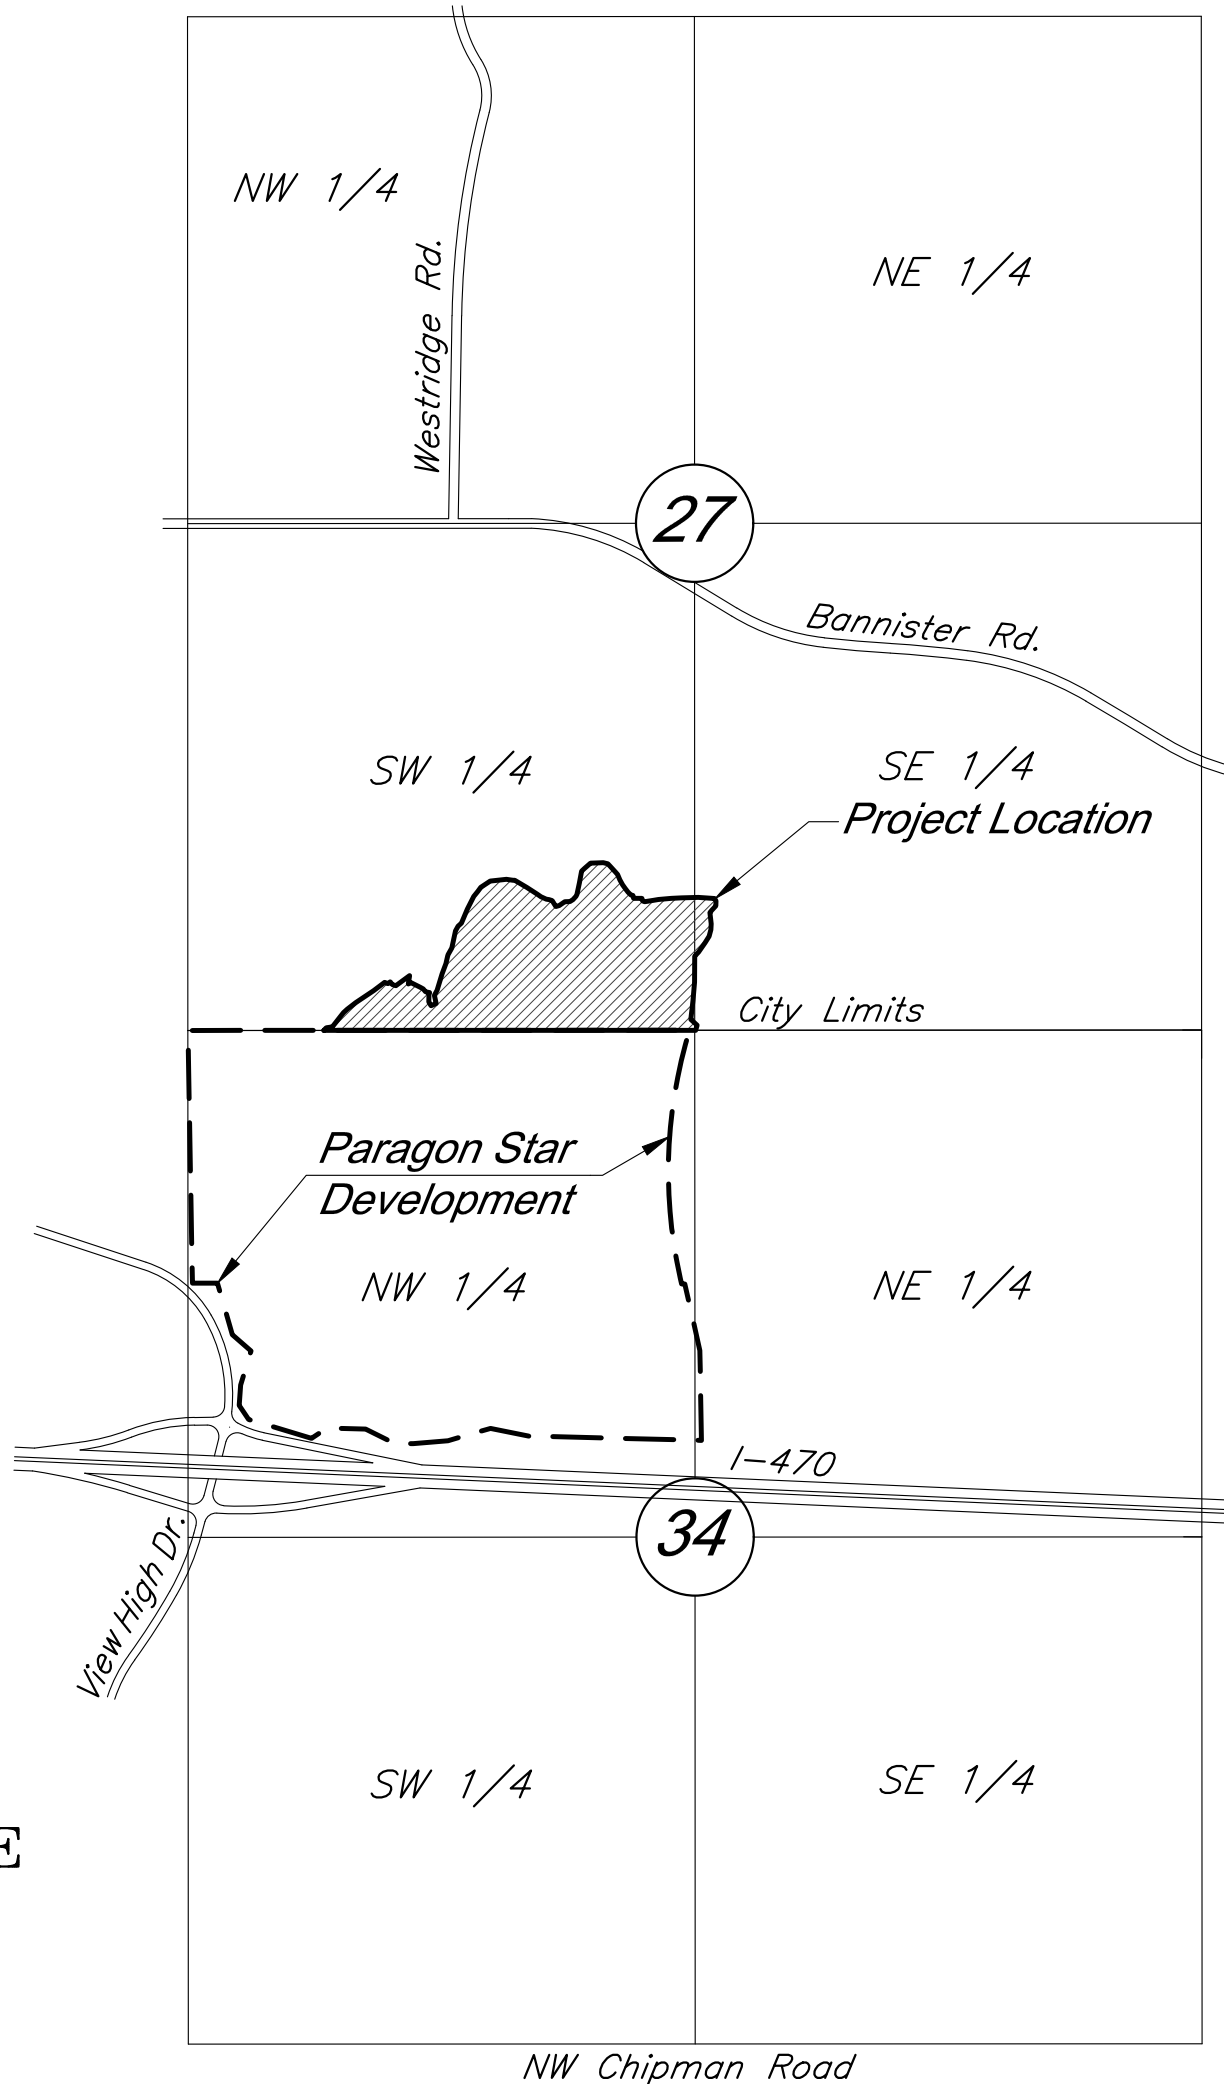 NW 1/4
NE 1/4
Westridge Rd.
27
Bannister Rd.
SW 1/4
SE 1/4
Project Location
City Limits
Paragon Star
Development
NW 1/4
NE 1/4
I-470
34
View High Dr.
SW 1/4
SE 1/4
E
NW Chipman Road